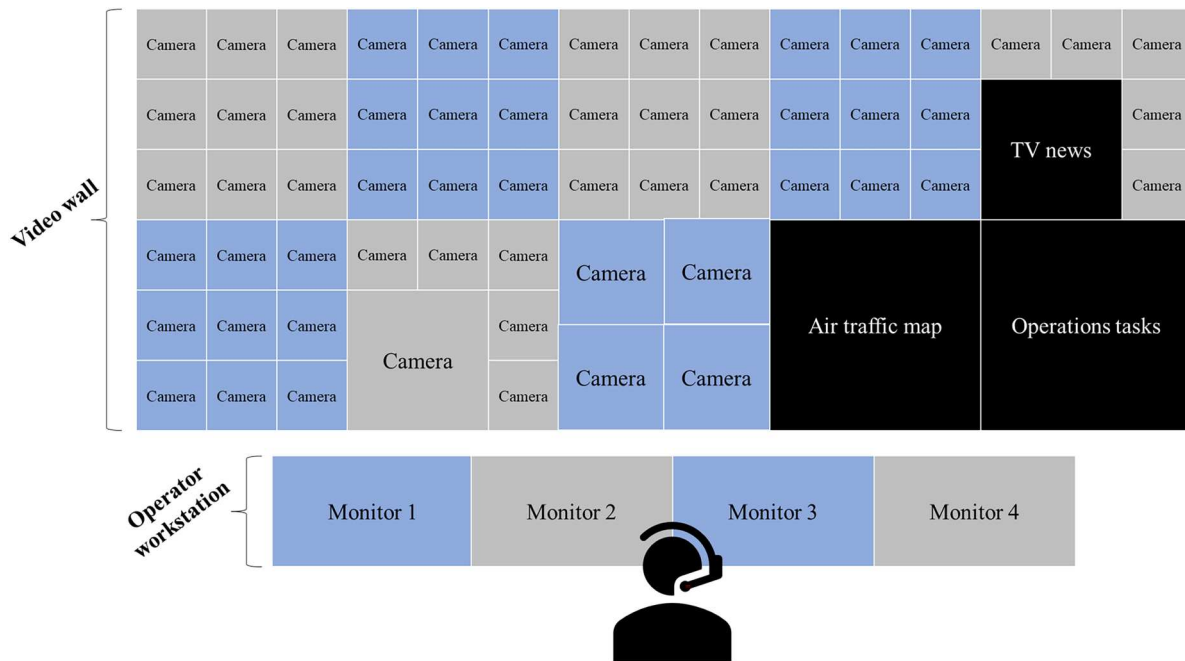 Video wall
Camera Camera Camera Camera Camera Camera Camera Camera Camera Camera Camera Camera Camera Camera Camera
Camera Camera Camera Camera Camera Camera Camera Camera Camera Camera Camera Camera TV news Camera
Camera Camera Camera Camera Camera Camera Camera Camera Camera Camera Camera Camera Camera
Camera Camera Camera Camera Camera Camera Camera Camera
Camera Camera Camera Camera Air traffic map Operations tasks
Camera Camera Camera
Camera Camera Camera Camera Camera Camera
Operator
workstation
Monitor 1 Monitor 2 Monitor 3 Monitor 4